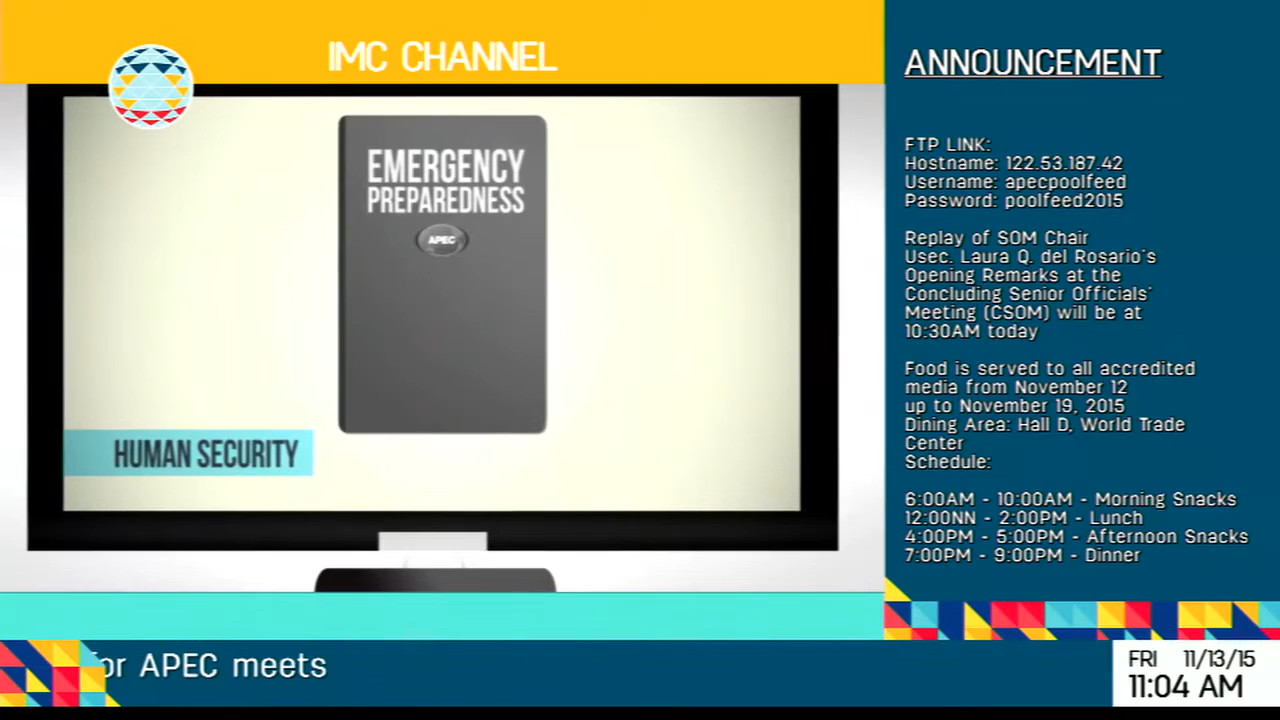 IMC CHANNEL
EMERGENCY
PREPAREDNESS
APEC
HUMAN SECURITY
ANNOUNCEMENT
FTP LINK:
Hostname: 122.53.187.42
Username: apecpoolfeed
Password: poolfeed2015
Replay of SOM Chair
Usec. Laura Q. del Rosario's
Opening Remarks at the
Concluding Senior Officials'
Meeting (CSOM) will be at
10:30AM today
Food is served to all accredited
media from November 12
up to November 19, 2015
Dining Area: Hall D, World Trade
Center
Schedule:
6:00AM - 10:00AM - Morning Snacks
12:00NN - 2:00PM - Lunch
4:00PM - 5:00PM - Afternoon Snacks
7:00PM - 9:00PM - Dinner
for APEC meets
FRI 11/13/15
11:04 AM